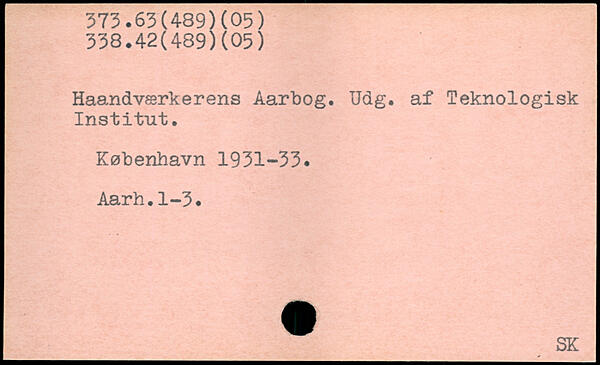 373.63(489)(05)
338.42(489)(05)
Haandværkerens Aarbog. Udg. af Teknologisk
Institut.
København 1931-33.
Aarh.1-3.
SK